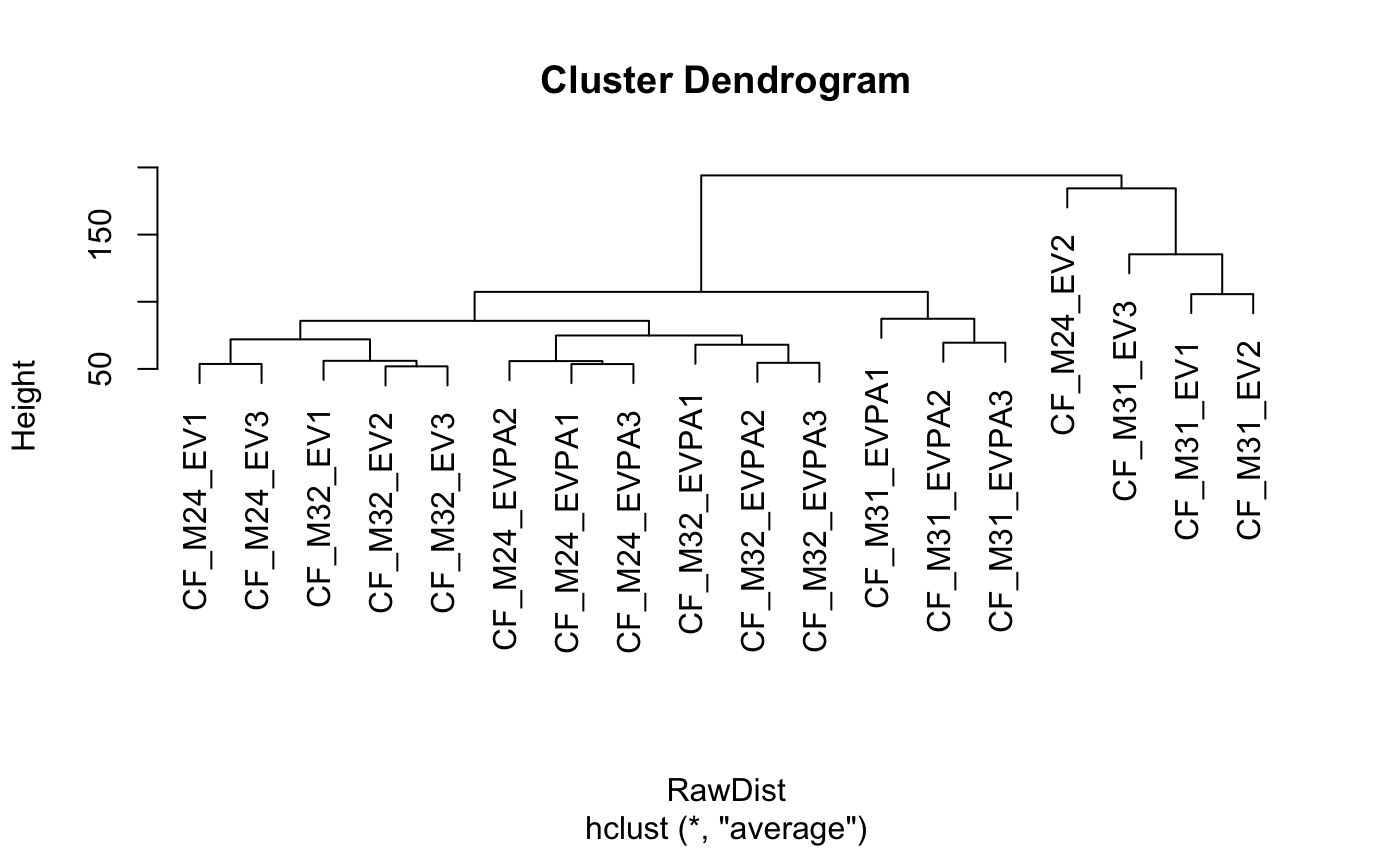 Cluster Dendrogram
Height
150
50
CF_M24_EV1
CF_M24_EV3
CF_M32_EV1
CF_M32_EV2
CF_M32_EV3
CF_M24_EVPA2
CF_M24_EVPA1
CF_M24_EVPA3
CF_M32_EVPA1
CF_M32_EVPA2
CF_M32_EVPA3
CF_M31_EVPA1
CF_M31_EVPA2
CF_M31_EVPA3
CF_M24_EV2
CF_M31_EV3
CF_M31_EV1
CF_M31_EV2
RawDist
hclust (*, "average")